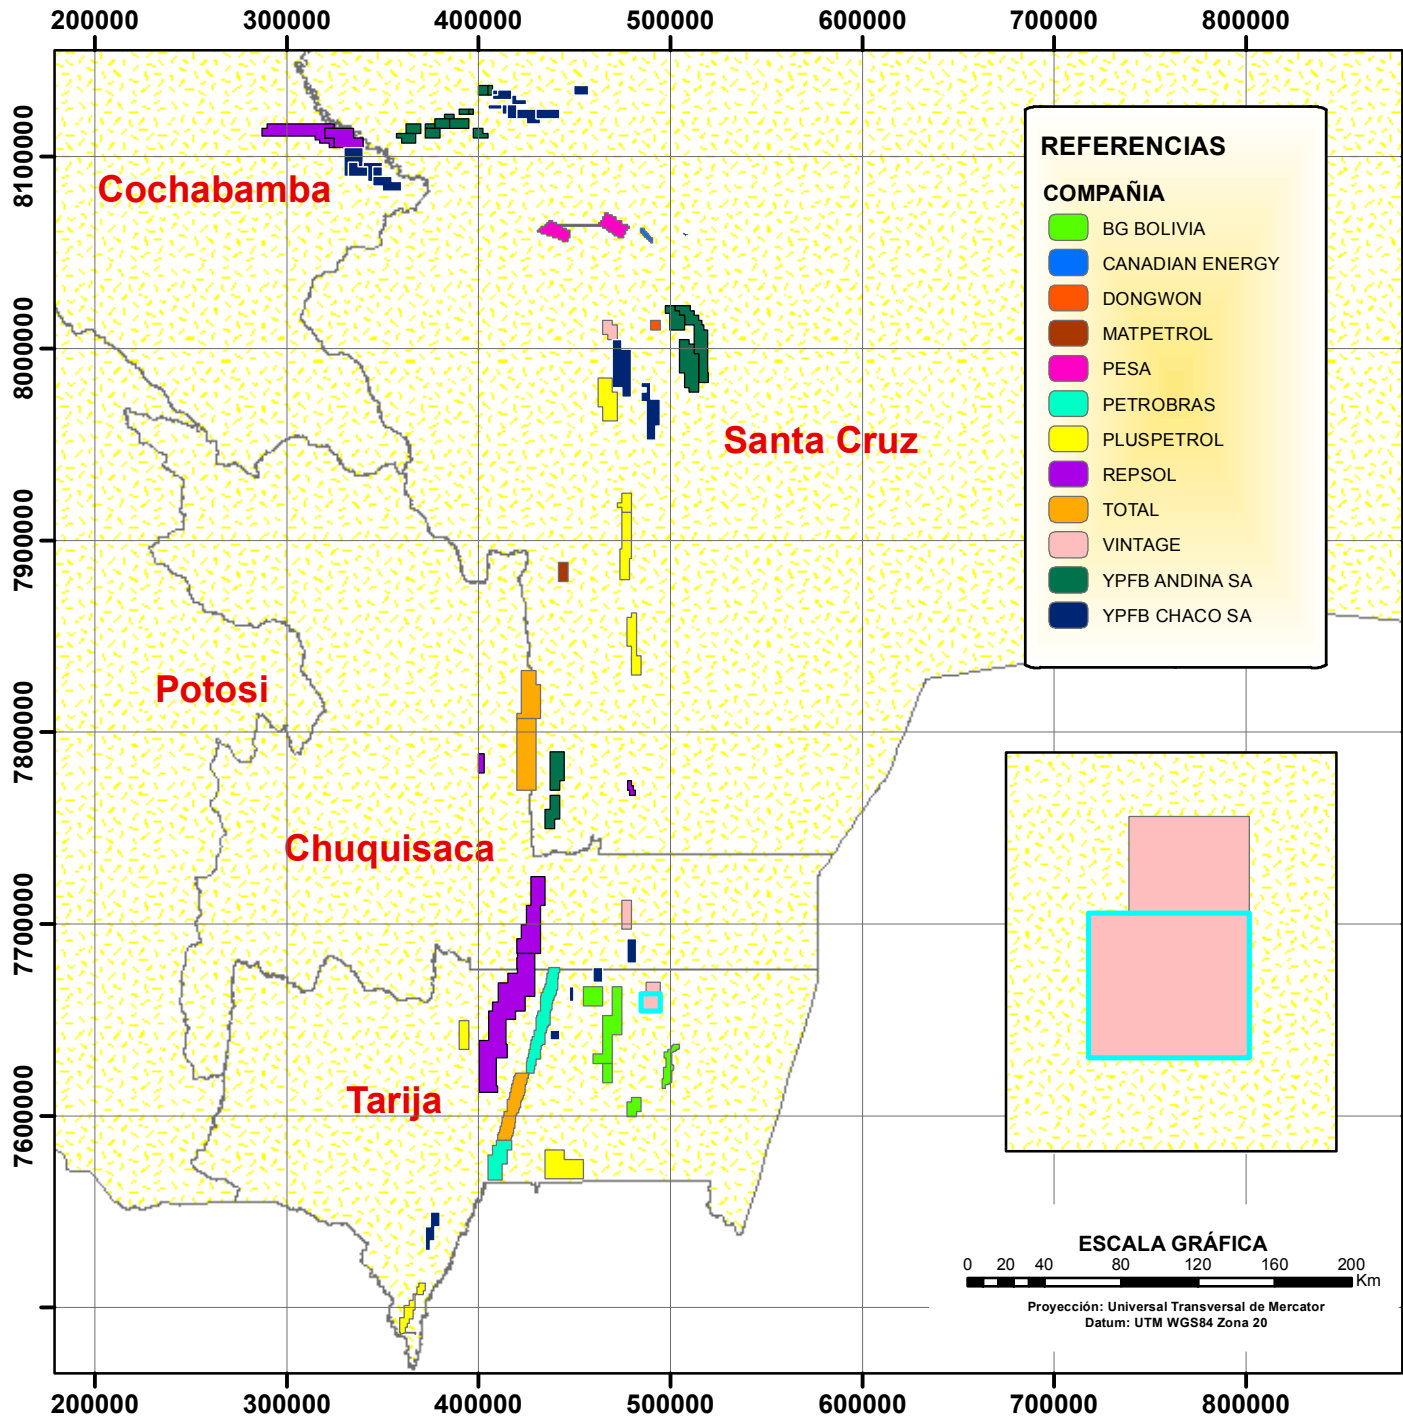 200000 300000 400000 500000 600000 700000 800000
8100000
8000000
7900000
7800000
7700000
7600000
Cochabamba
Santa Cruz
Potosi
Chuquisaca
Tarija
REFERENCIAS
COMPAÑIA
BG BOLIVIA
CANADIAN ENERGY
DONGWON
MATPETROL
PESA
PETROBRAS
PLUSPETROL
REPSOL
TOTAL
VINTAGE
YPFB ANDINA SA
YPFB CHACO SA
ESCALA GRÁFICA
0 20 40 80 120 160 200
Km
Proyección: Universal Transversal de Mercator
Datum: UTM WGS84 Zona 20
200000 300000 400000 500000 600000 700000 800000